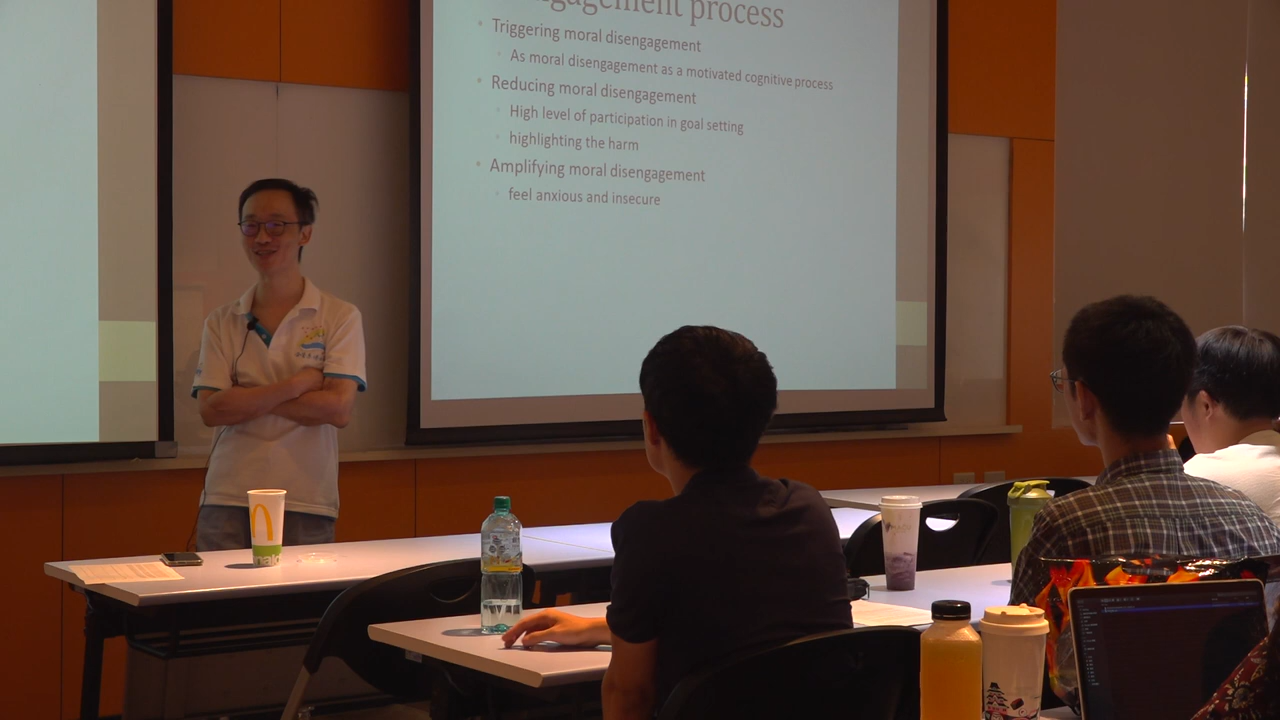 engagement process
• Triggering moral disengagement
• As moral disengagement as a motivated cognitive process
• Reducing moral disengagement
• High level of participation in goal setting
• highlighting the harm
• Amplifying moral disengagement
• feel anxious and insecure